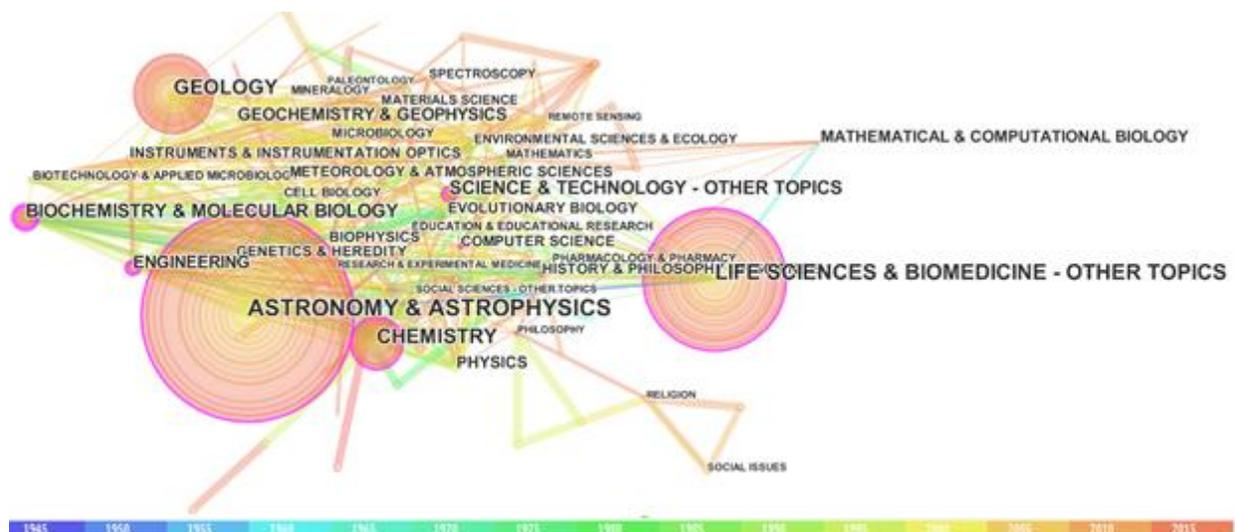 GEOLOGY
PALEONTOLOGY
SPECTROSCOPY
MINERALOGY
MATERIALS SCIENCE
GEOCHEMISTRY & GEOPHYSICS
REMOTE SENSING
MICROBIOLOGY
ENVIRONMENTAL SCIENCES & ECOLOGY
MATHEMATICAL & COMPUTATIONAL BIOLOGY
INSTRUMENTS & INSTRUMENTATION OPTICS
MATHEMATICS
BIOTECHNOLOGY & APPLIED MICROBIOLOG
METEOROLOGY & ATMOSPHERIC SCIENCES
CELL BIOLOGY
SCIENCE & TECHNOLOGY - OTHER TOPICS
BIOCHEMISTRY & MOLECULAR BIOLOGY
EVOLUTIONARY BIOLOGY
EDUCATION & EDUCATIONAL RESEARCH
BIOPHYSICS
COMPUTER SCIENCE
GENETICS & HEREDITY
ENGINEERING
PHARMACOLOGY & PHARMACY
RESEARCH & EXPERIMENTAL MEDICINE
HISTORY & PHILOSOPH
LIFE SCIENCES & BIOMEDICINE - OTHER TOPICS
SOCIAL SCIENCES - OTHER TOPICS
ASTRONOMY & ASTROPHYSICS
CHEMISTRY
PHILOSOPHY
PHYSICS
RELIGION
SOCIAL ISSUES
1945 1950 1955 1960 1965 1970 1975 1980 1985 1990 1995 2000 2005 2010 2015